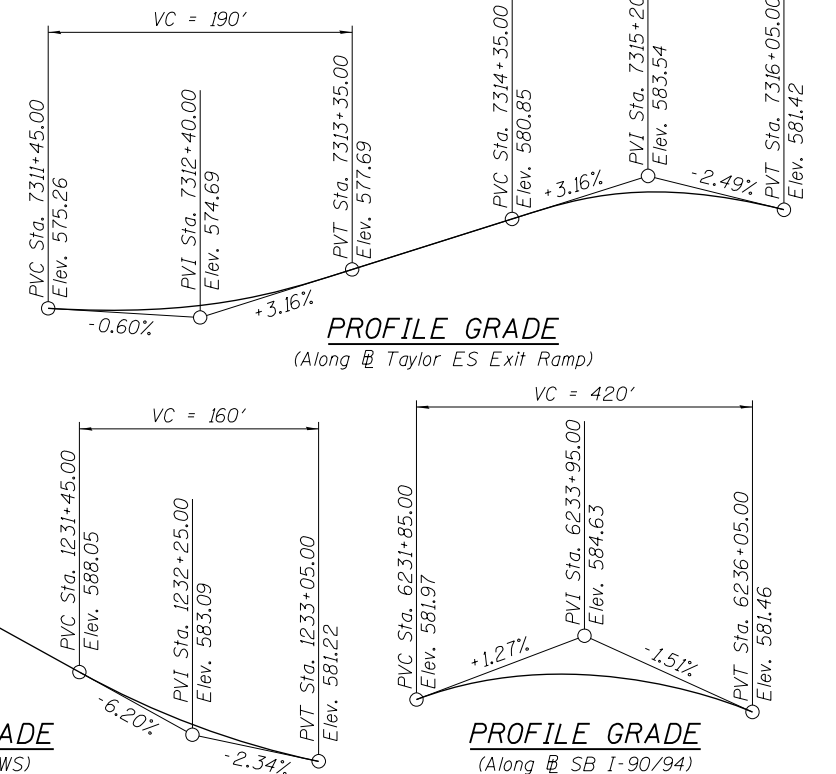 VC = 190'
PVC Sta. 7311+45.00
Elev. 575.26
PVI Sta. 7312+40.00
Elev. 574.69
PVT Sta. 7313+35.00
Elev. 577.69
PVC Sta. 7314+35.00
Elev. 580.85
PVI Sta. 7315+20
Elev. 583.54
PVT Sta. 7316+05.00
Elev. 581.42
-0.60%
+3.16%
+3.16%
-2.49%
PROFILE GRADE
(Along ⅊ Taylor ES Exit Ramp)
VC = 160'
PVC Sta. 1231+45.00
Elev. 588.05
PVI Sta. 1232+25.00
Elev. 583.09
PVT Sta. 1233+05.00
Elev. 581.22
-6.20%
-2.34%
ADE
WS)
VC = 420'
PVC Sta. 6231+85.00
Elev. 581.97
PVI Sta. 6233+95.00
Elev. 584.63
PVT Sta. 6236+05.00
Elev. 581.46
+1.27%
-1.51%
PROFILE GRADE
(Along ⅊ SB I-90/94)